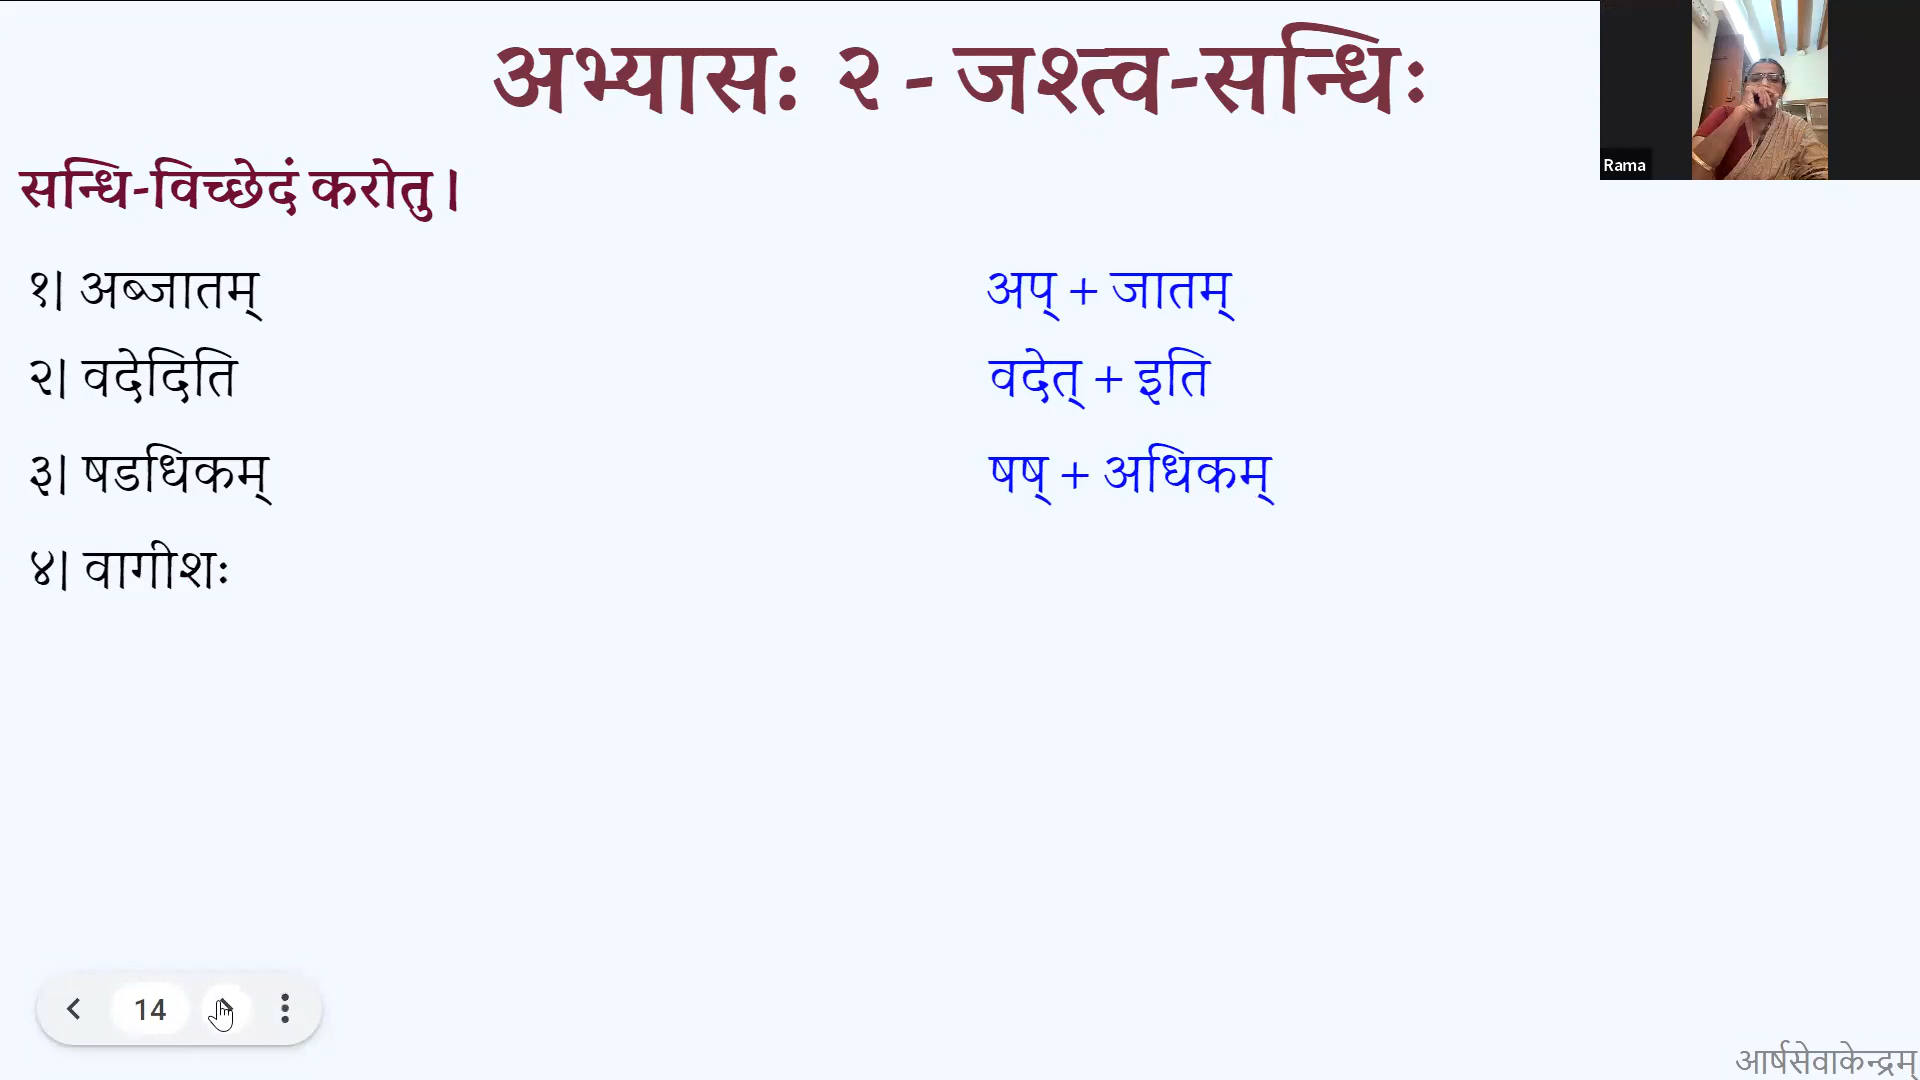 अभ्यासः २ - जश्त्व-सन्धिः
Rama
सन्धि-विच्छेदं करोतु।
१| अब्जातम् अप् + जातम्
२| वदेदिति वदेत् + इति
३| षडधिकम् षष् + अधिकम्
४| वागीशः
14
आर्षसेवाकेन्द्रम्